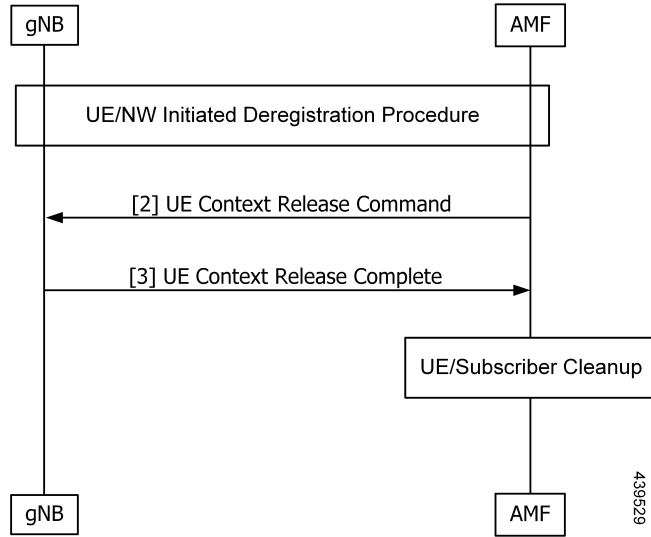 gNB
AMF
UE/NW Initiated Deregistration Procedure
[2] UE Context Release Command
[3] UE Context Release Complete
UE/Subscriber Cleanup
gNB
AMF
439529